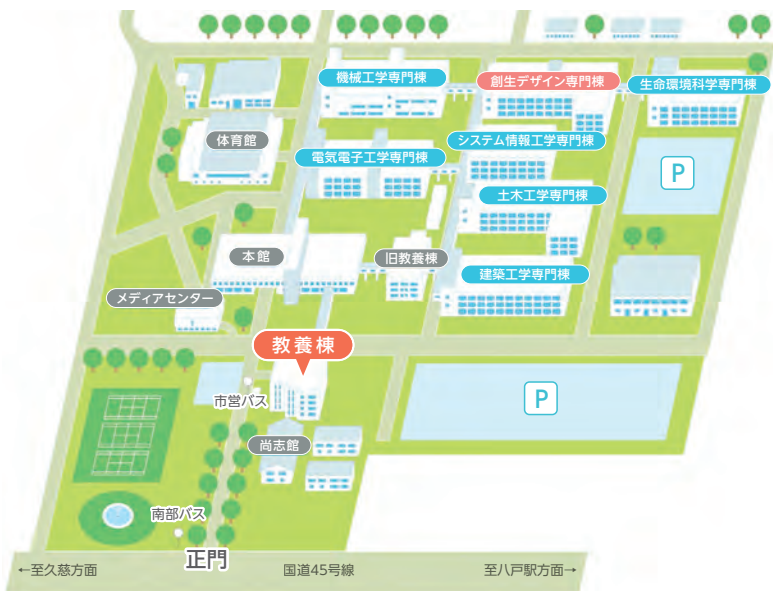 機械工学専門棟
創生デザイン専門棟
生命環境科学専門棟
体育館
電気電子工学専門棟
システム情報工学専門棟
P
土木工学専門棟
本館
旧教養棟
建築工学専門棟
メディアセンター
教養棟
市営バス
P
尚志館
南部バス
正門
←至久慈方面
国道45号線
至八戸駅方面→